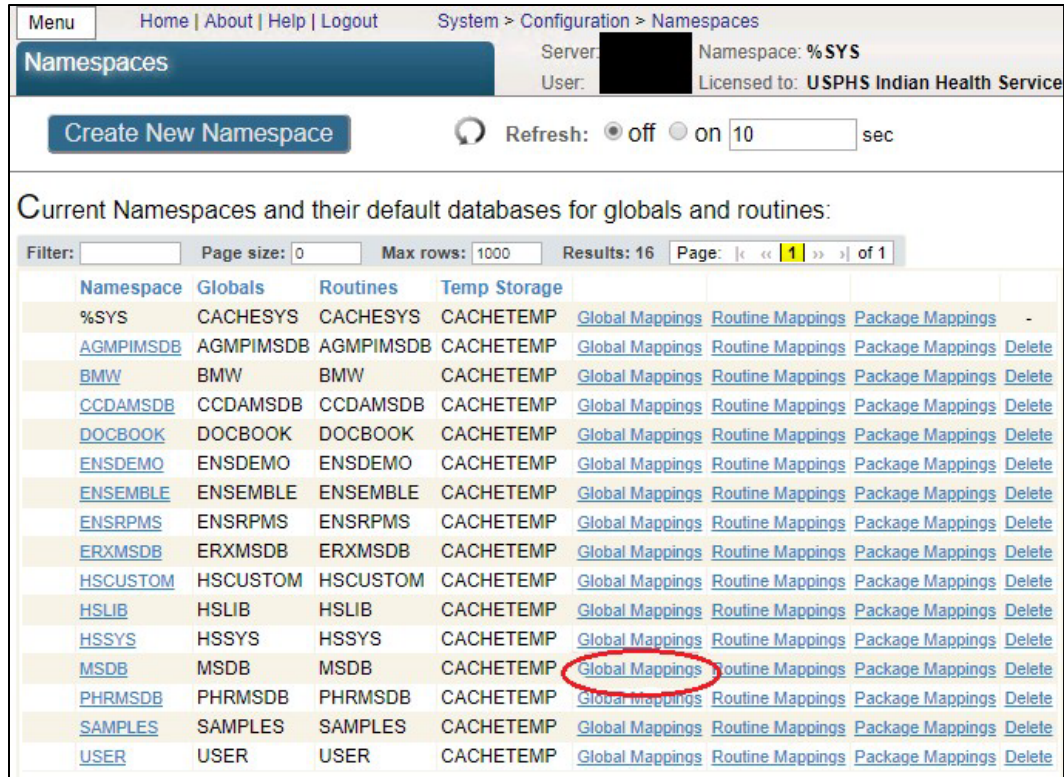 Menu Home | About | Help | Logout System > Configuration > Namespaces
Namespaces
Server: Namespace: %SYS
User: Licensed to: USPHS Indian Health Service
Create New Namespace Refresh: off on 10 sec
Current Namespaces and their default databases for globals and routines:
Filter: Page size: 0 Max rows: 1000 Results: 16 Page: |‹ ‹‹ 1 ›› ›| of 1
Namespace Globals Routines Temp Storage
%SYS CACHESYS CACHESYS CACHETEMP Global Mappings Routine Mappings Package Mappings -
AGMPIMSDB AGMPIMSDB AGMPIMSDB CACHETEMP Global Mappings Routine Mappings Package Mappings Delete
BMW BMW BMW CACHETEMP Global Mappings Routine Mappings Package Mappings Delete
CCDAMSDB CCDAMSDB CCDAMSDB CACHETEMP Global Mappings Routine Mappings Package Mappings Delete
DOCBOOK DOCBOOK DOCBOOK CACHETEMP Global Mappings Routine Mappings Package Mappings Delete
ENSDEMO ENSDEMO ENSDEMO CACHETEMP Global Mappings Routine Mappings Package Mappings Delete
ENSEMBLE ENSEMBLE ENSEMBLE CACHETEMP Global Mappings Routine Mappings Package Mappings Delete
ENSRPMS ENSRPMS ENSRPMS CACHETEMP Global Mappings Routine Mappings Package Mappings Delete
ERXMSDB ERXMSDB ERXMSDB CACHETEMP Global Mappings Routine Mappings Package Mappings Delete
HSCUSTOM HSCUSTOM HSCUSTOM CACHETEMP Global Mappings Routine Mappings Package Mappings Delete
HSLIB HSLIB HSLIB CACHETEMP Global Mappings Routine Mappings Package Mappings Delete
HSSYS HSSYS HSSYS CACHETEMP Global Mappings Routine Mappings Package Mappings Delete
MSDB MSDB MSDB CACHETEMP Global Mappings Routine Mappings Package Mappings Delete
PHRMSDB PHRMSDB PHRMSDB CACHETEMP Global Mappings Routine Mappings Package Mappings Delete
SAMPLES SAMPLES SAMPLES CACHETEMP Global Mappings Routine Mappings Package Mappings Delete
USER USER USER CACHETEMP Global Mappings Routine Mappings Package Mappings Delete